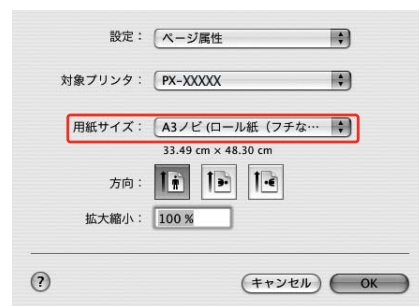 設定： ページ属性
対象プリンタ： PX-XXXXX
用紙サイズ： A3ノビ (ロール紙（フチな…
33.49 cm × 48.30 cm
方向：
拡大縮小： 100 %
? キャンセル OK